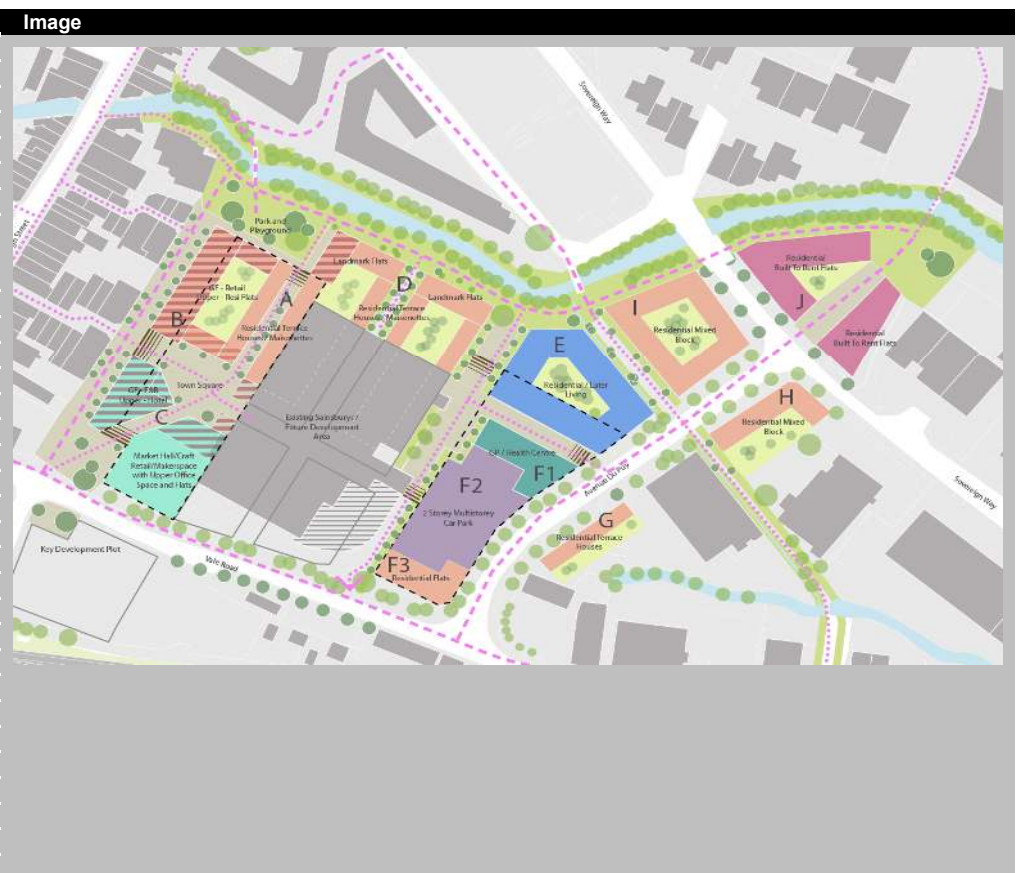 Image
Sovereign Way
Park and
Playground
Landmark Flats
D
Landmark Flats
Residential Terrace
Houses / Maisonettes
GF - Retail
Upper - Resi Flats
A
B
Residential Terrace
Houses / Maisonettes
Town Square
C
Market Hall/Craft
Retail/Makerspace
with Upper Office
Space and Flats
Existing Sainsburys /
Future Development
Area
E
Residential / Later
Living
GP / Health Centre
F1
F2
2 Storey Multistorey
Car Park
F3
Residential Flats
I
Residential Mixed
Block
Residential
Built To Rent Flats
J
Residential
Built To Rent Flats
H
Residential Mixed
Block
Avenue Du Puy
G
Residential Terrace
Houses
Sovereign Way
Key Development Plot
Vale Road